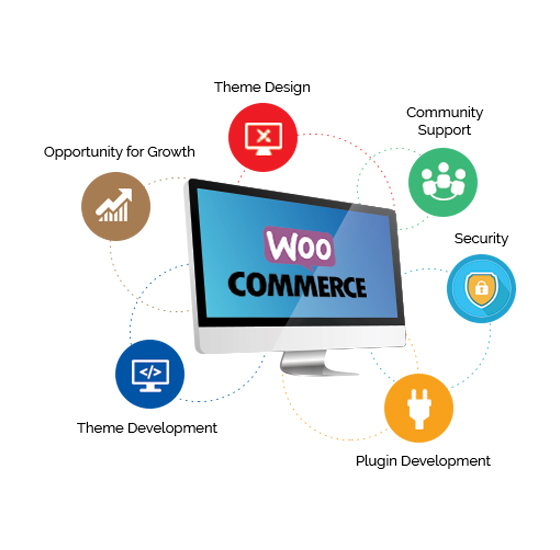 Theme Design
Community
Support
Opportunity for Growth
Security
WOO
COMMERCE
</>
Theme Development
Plugin Development